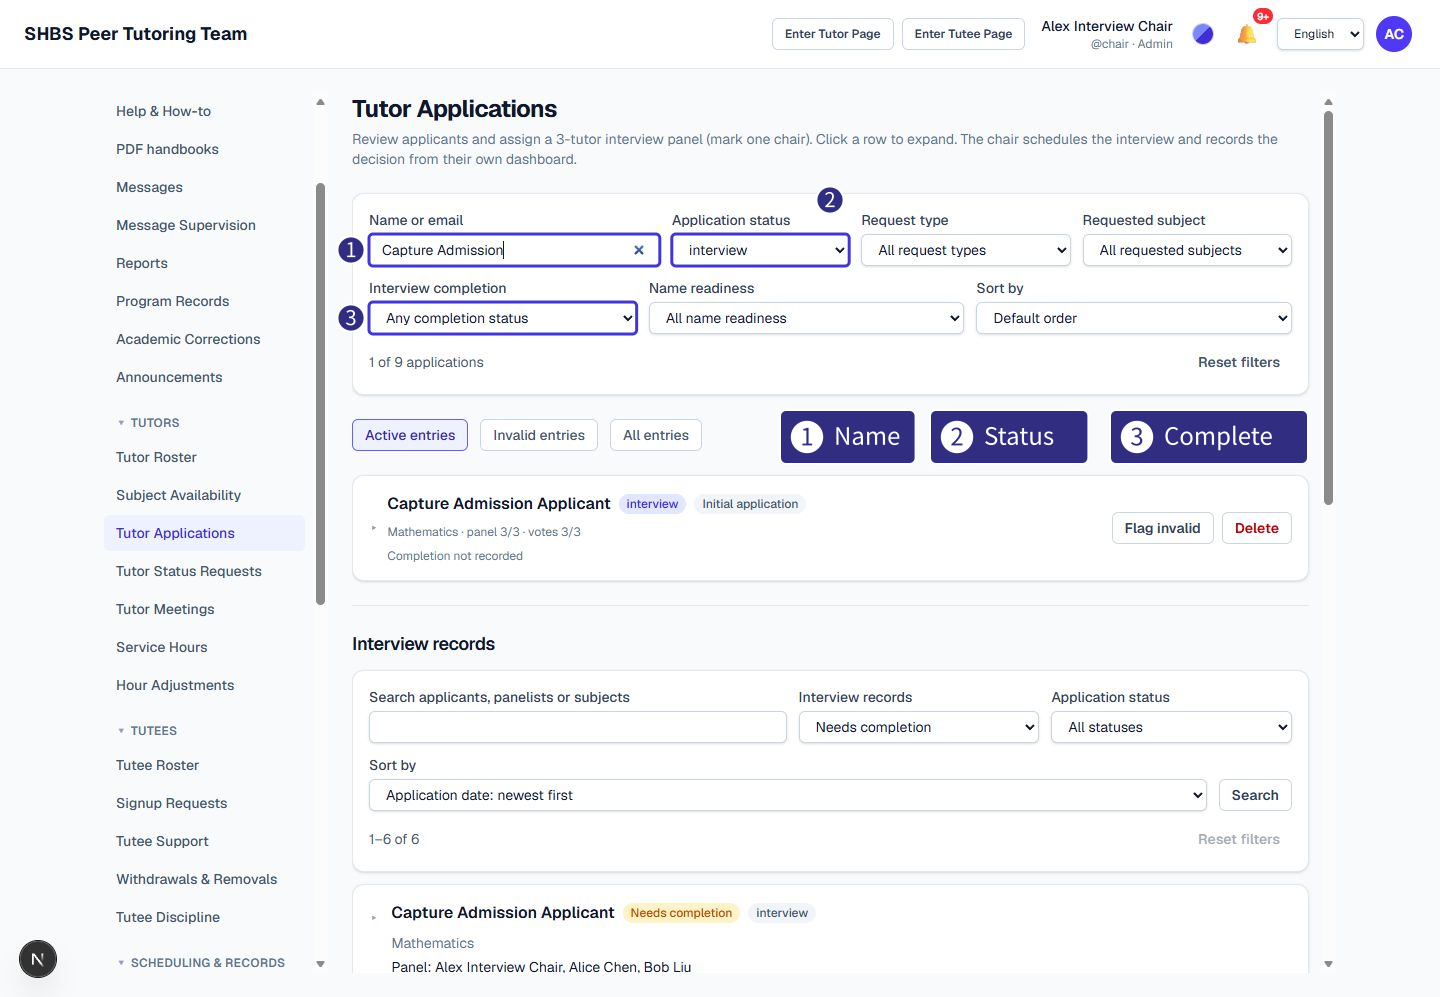 SHBS Peer Tutoring Team
Enter Tutor Page
Enter Tutee Page
Alex Interview Chair
@chair · Admin
9+
English
AC
Help & How-to
PDF handbooks
Messages
Message Supervision
Reports
Program Records
Academic Corrections
Announcements
TUTORS
Tutor Roster
Subject Availability
Tutor Applications
Tutor Status Requests
Tutor Meetings
Service Hours
Hour Adjustments
TUTEES
Tutee Roster
Signup Requests
Tutee Support
Withdrawals & Removals
Tutee Discipline
SCHEDULING & RECORDS
N
Tutor Applications
Review applicants and assign a 3-tutor interview panel (mark one chair). Click a row to expand. The chair schedules the interview and records the
decision from their own dashboard.
2
Name or email
Application status
Request type
Requested subject
1
Capture Admission
interview
All request types
All requested subjects
Interview completion
Name readiness
Sort by
3
Any completion status
All name readiness
Default order
1 of 9 applications
Reset filters
Active entries
Invalid entries
All entries
1 Name
2 Status
3 Complete
Capture Admission Applicant interview Initial application
Mathematics · panel 3/3 · votes 3/3
Completion not recorded
Flag invalid
Delete
Interview records
Search applicants, panelists or subjects
Interview records
Application status
Needs completion
All statuses
Sort by
Application date: newest first
Search
1–6 of 6
Reset filters
Capture Admission Applicant Needs completion interview
Mathematics
Panel: Alex Interview Chair, Alice Chen, Bob Liu